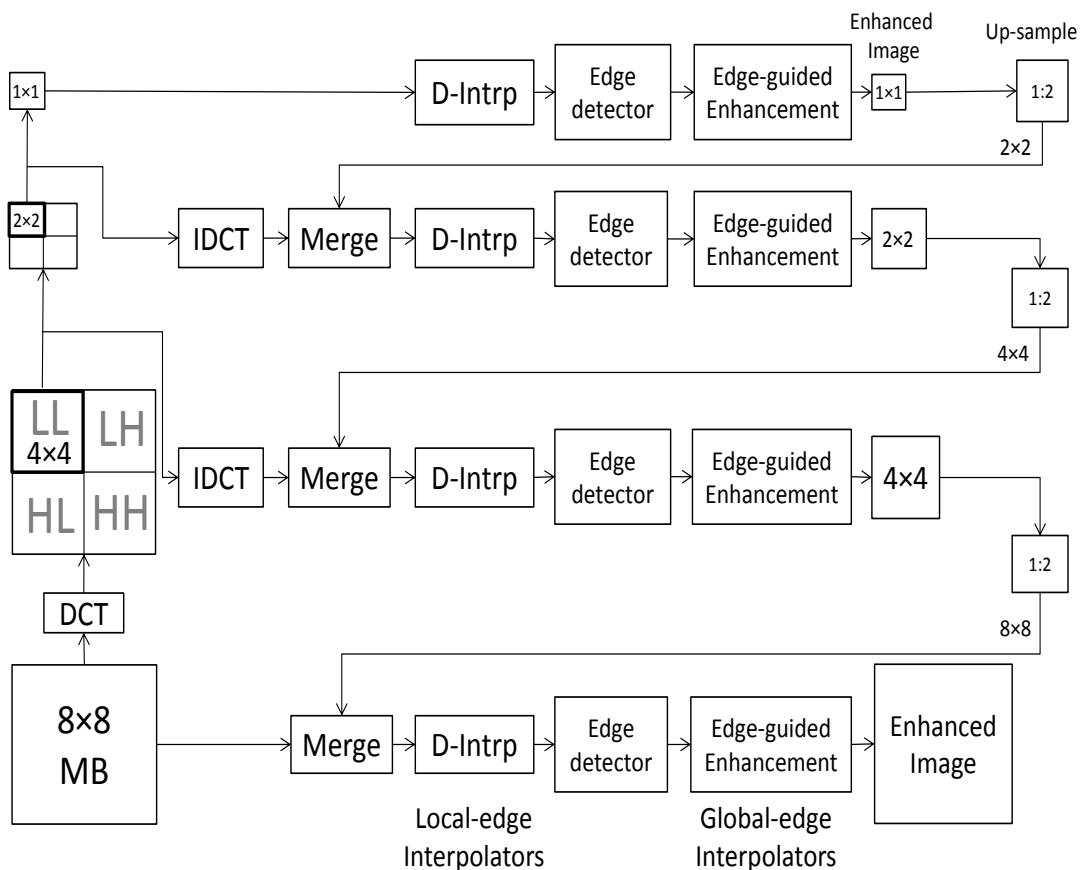 Enhanced
Image
Up-sample
1×1
D-Intrp
Edge
detector
Edge-guided
Enhancement
1×1
1:2
2×2
2×2
IDCT
Merge
D-Intrp
Edge
detector
Edge-guided
Enhancement
2×2
1:2
4×4
LL
4×4
LH
HL
HH
IDCT
Merge
D-Intrp
Edge
detector
Edge-guided
Enhancement
4×4
1:2
8×8
DCT
8×8
MB
Merge
D-Intrp
Edge
detector
Edge-guided
Enhancement
Enhanced
Image
Local-edge
Interpolators
Global-edge
Interpolators